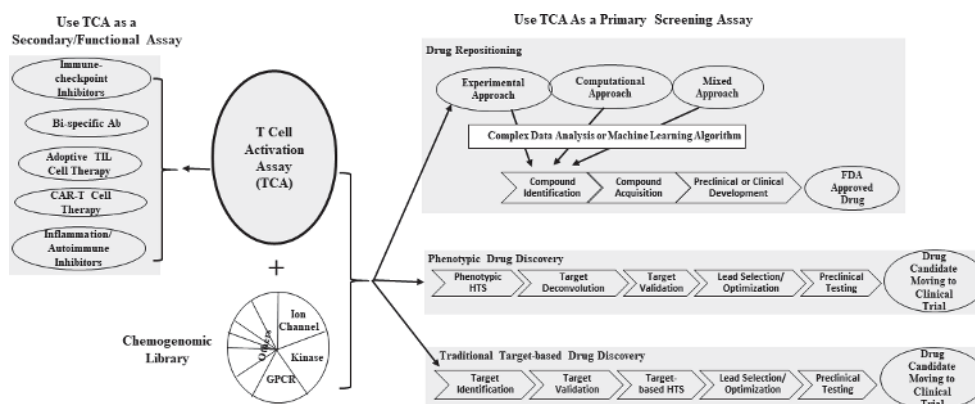 Use TCA as a
Secondary/Functional Assay
Immune-
checkpoint
Inhibitors
Bi-specific Ab
Adoptive TIL
Cell Therapy
CAR-T Cell
Therapy
Inflammation/
Autoimmune
Inhibitors
T Cell
Activation
Assay
(TCA)
+
Chemogenomic
Library
Ion
Channel
Kinase
GPCR
Others
Use TCA As a Primary Screening Assay
Drug Repositioning
Experimental
Approach
Computational
Approach
Mixed
Approach
Complex Data Analysis or Machine Learning Algorithm
Compound
Identification
Compound
Acquisition
Preclinical or Clinical
Development
FDA
Approved
Drug
Phenotypic Drug Discovery
Phenotypic
HTS
Target
Deconvolution
Target
Validation
Lead Selection/
Optimization
Preclinical
Testing
Drug
Candidate
Moving to
Clinical
Trial
Traditional Target-based Drug Discovery
Target
Identification
Target
Validation
Target-
based HTS
Lead Selection/
Optimization
Preclinical
Testing
Drug
Candidate
Moving to
Clinical
Trial